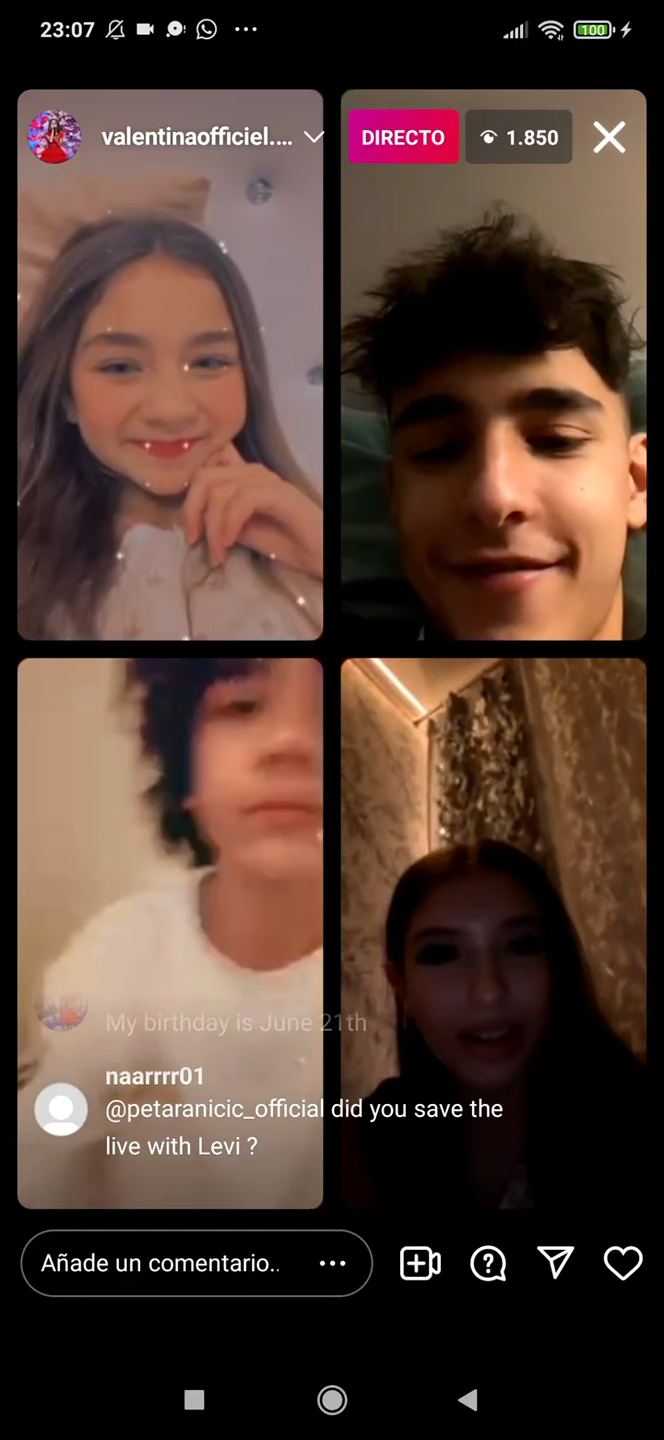 23:07
100
valentinaofficiel....
DIRECTO
1.850
My birthday is June 21th
naarrrr01
@petaranicic_official did you save the
live with Levi ?
Añade un comentario..